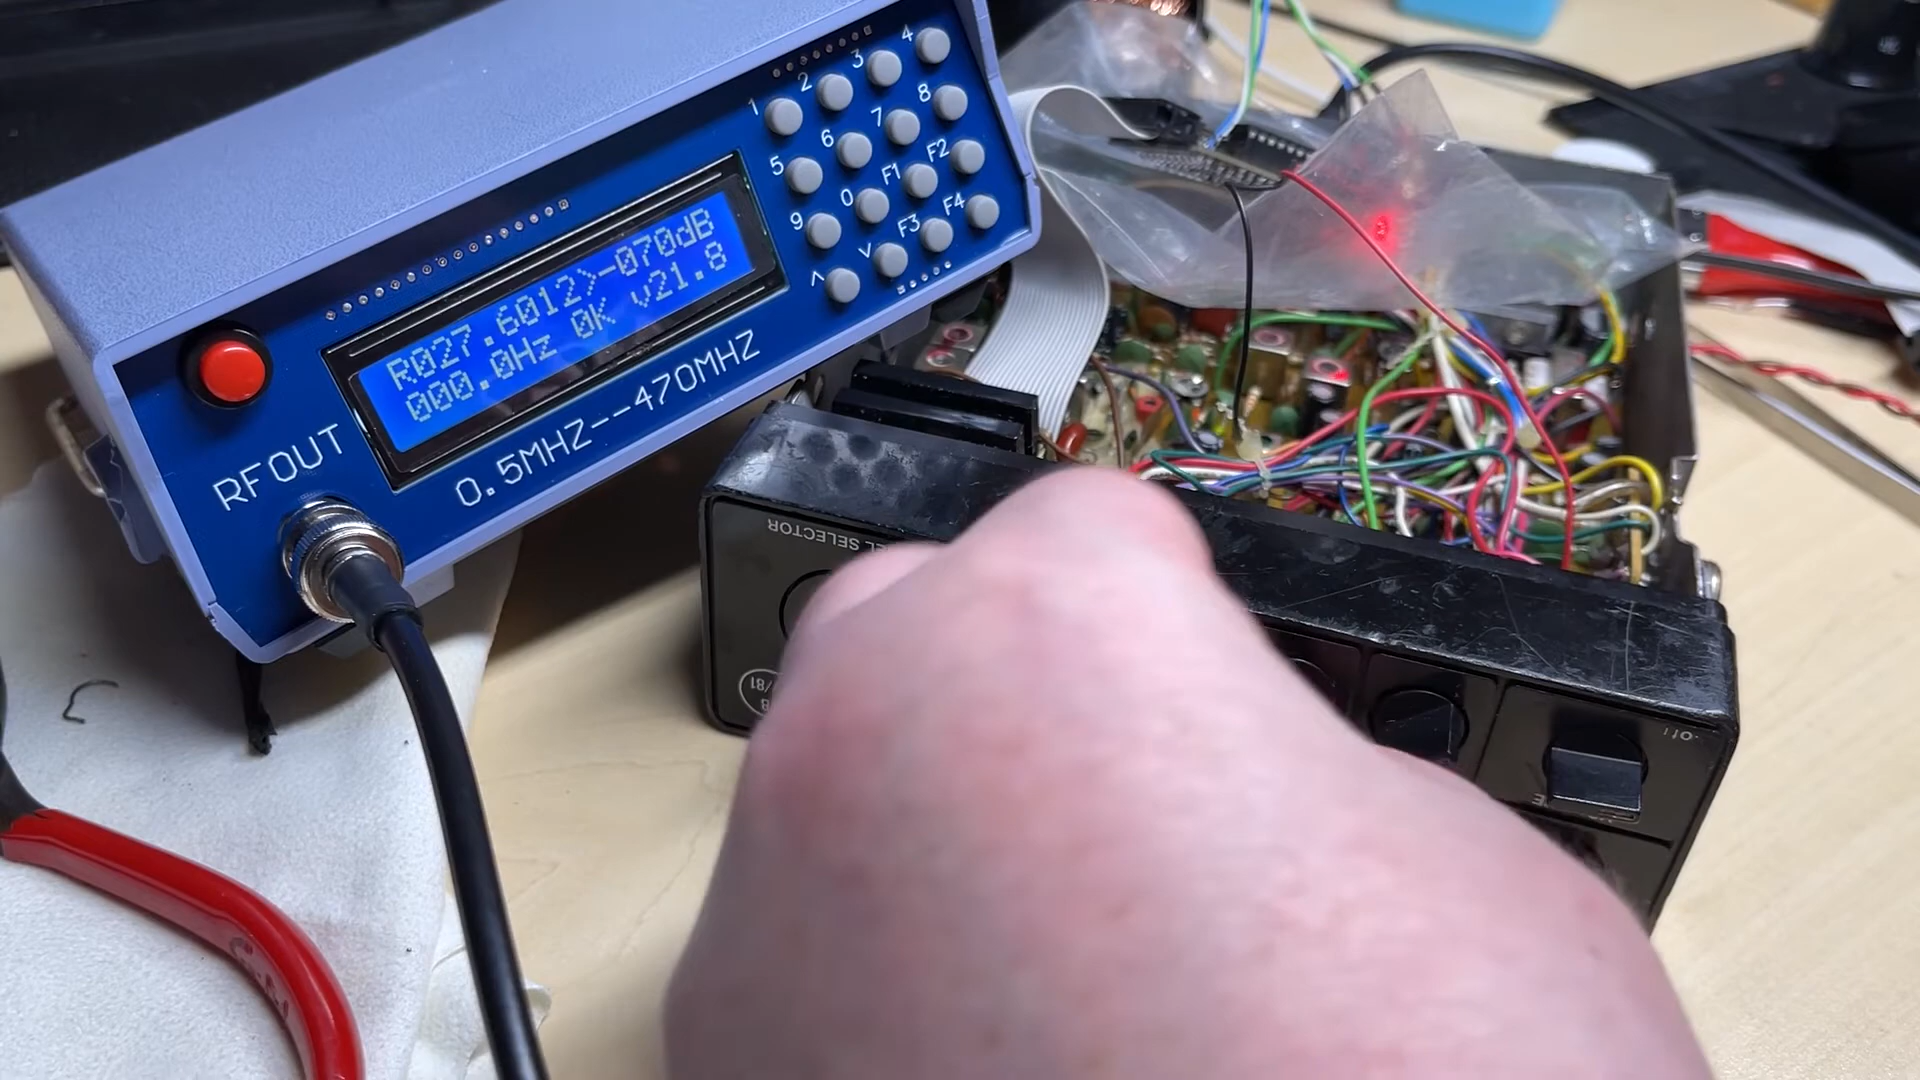 1 2 3 4
5 6 7 8
9 0 F1 F2
^ v F3 F4
R027.6012>-070dB
000.0Hz 0K v21.8
RFOUT
0.5MHZ--470MHZ
SELECTOR
/81